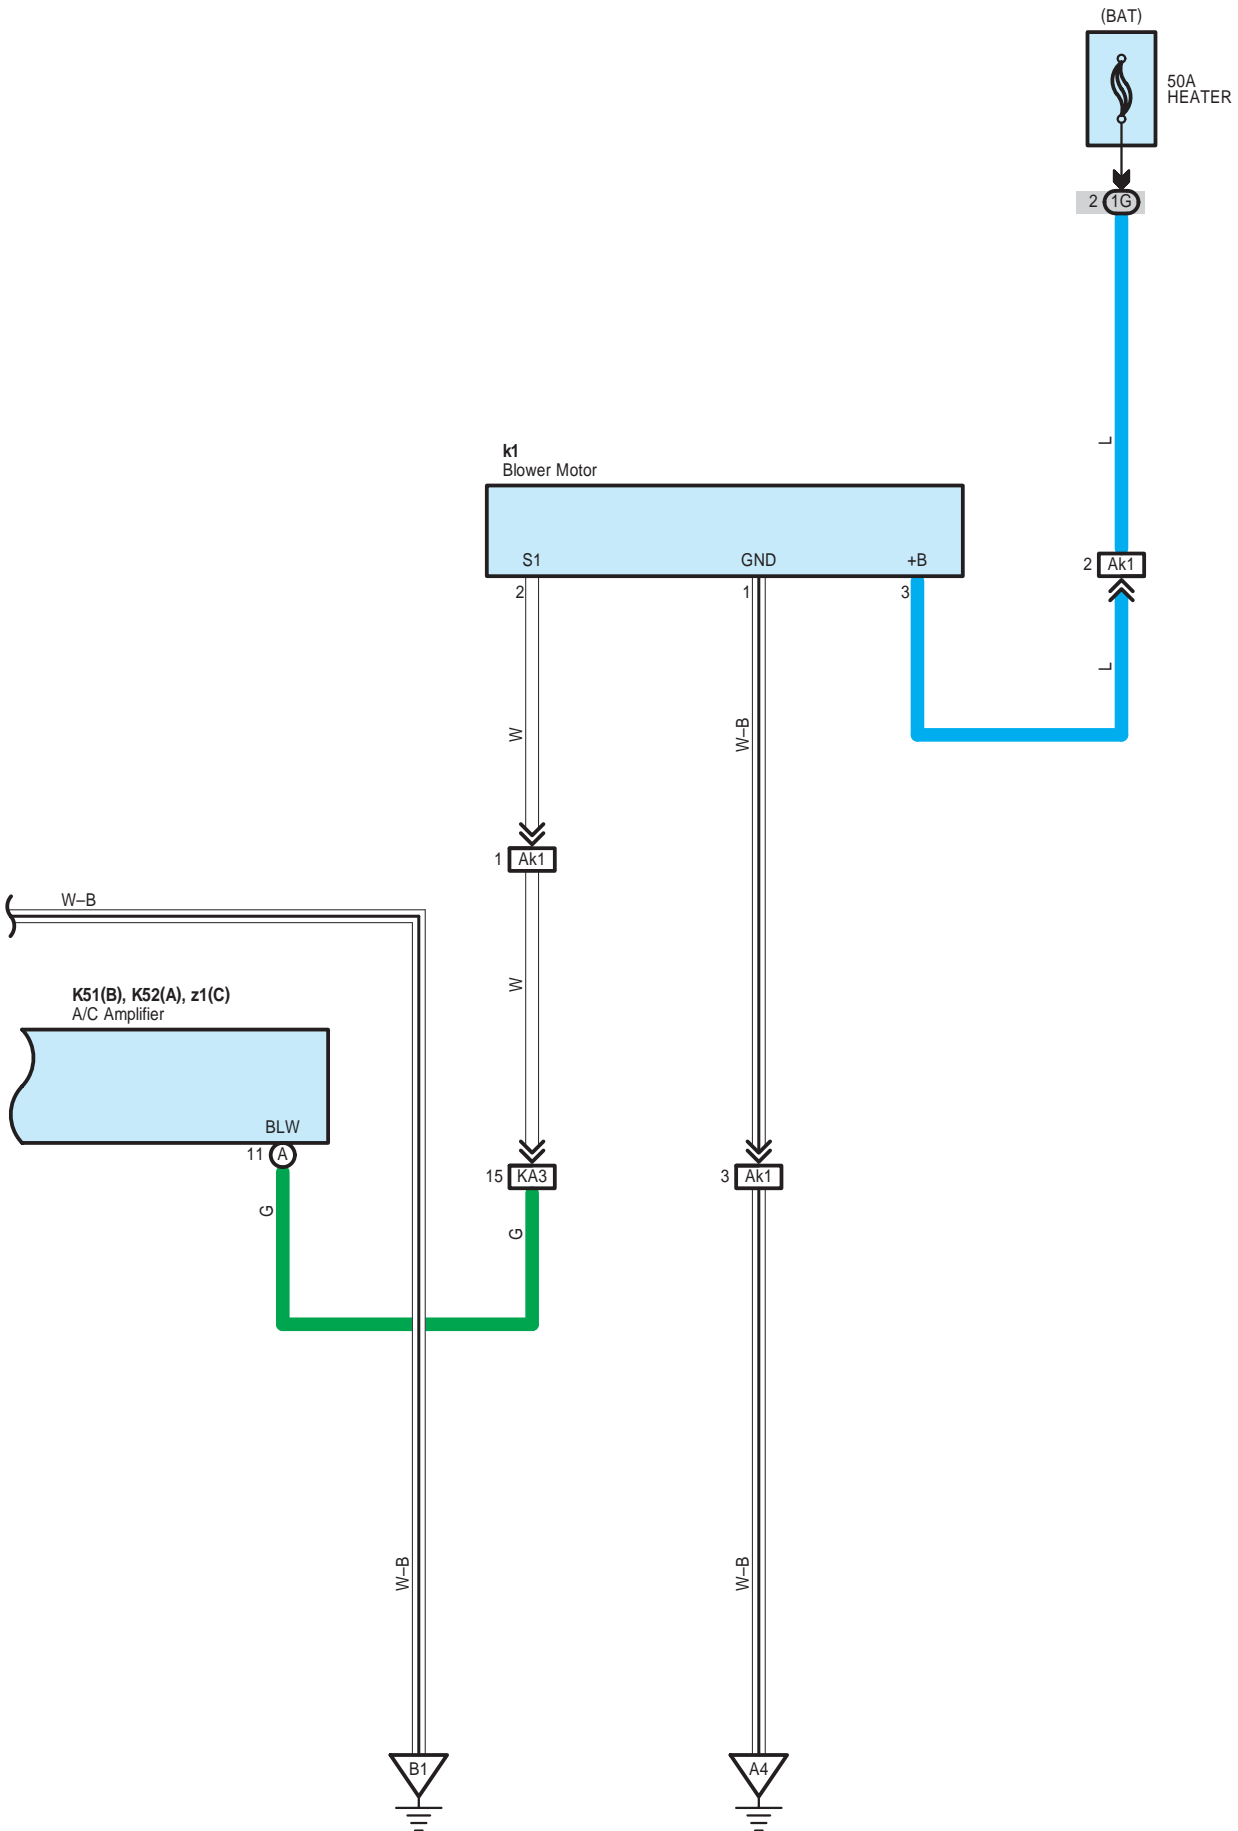 (BAT)
50A
HEATER
2 1G
L
k1
Blower Motor
S1 GND +B
2 1 3
2 Ak1
L
W
W–B
1 Ak1
W–B
W
K51(B), K52(A), z1(C)
A/C Amplifier
BLW
11 A
15 KA3
3 Ak1
G
G
W–B
W–B
B1
A4